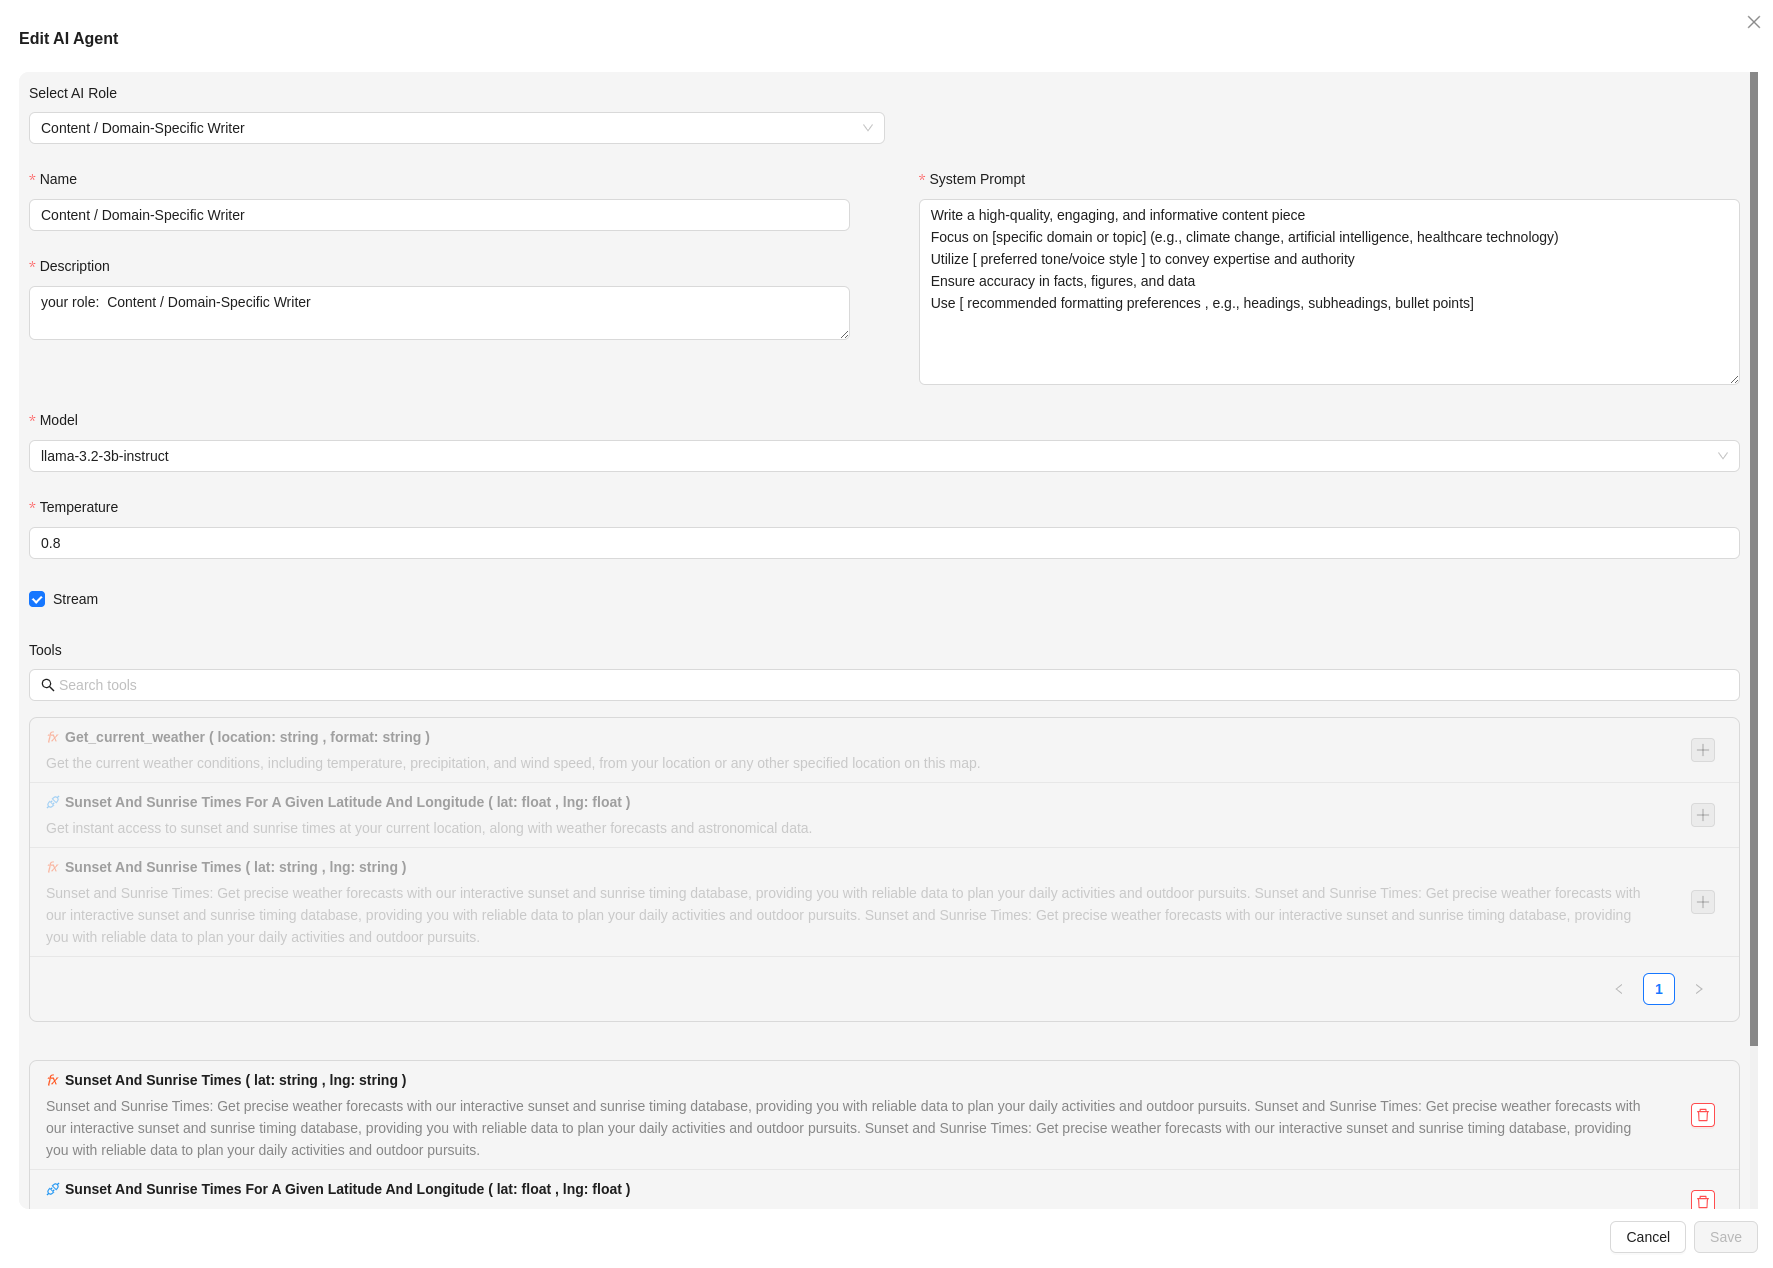 Edit AI Agent
Select AI Role
Content / Domain-Specific Writer
* Name
Content / Domain-Specific Writer
* Description
your role:  Content / Domain-Specific Writer
* System Prompt
Write a high-quality, engaging, and informative content piece
Focus on [specific domain or topic] (e.g., climate change, artificial intelligence, healthcare technology)
Utilize [ preferred tone/voice style ] to convey expertise and authority
Ensure accuracy in facts, figures, and data
Use [ recommended formatting preferences , e.g., headings, subheadings, bullet points]
* Model
llama-3.2-3b-instruct
* Temperature
0.8
Stream
Tools
Search tools
fx Get_current_weather ( location: string , format: string )
Get the current weather conditions, including temperature, precipitation, and wind speed, from your location or any other specified location on this map.
Sunset And Sunrise Times For A Given Latitude And Longitude ( lat: float , lng: float )
Get instant access to sunset and sunrise times at your current location, along with weather forecasts and astronomical data.
fx Sunset And Sunrise Times ( lat: string , lng: string )
Sunset and Sunrise Times: Get precise weather forecasts with our interactive sunset and sunrise timing database, providing you with reliable data to plan your daily activities and outdoor pursuits. Sunset and Sunrise Times: Get precise weather forecasts with
our interactive sunset and sunrise timing database, providing you with reliable data to plan your daily activities and outdoor pursuits. Sunset and Sunrise Times: Get precise weather forecasts with our interactive sunset and sunrise timing database, providing
you with reliable data to plan your daily activities and outdoor pursuits.
1
fx Sunset And Sunrise Times ( lat: string , lng: string )
Sunset and Sunrise Times: Get precise weather forecasts with our interactive sunset and sunrise timing database, providing you with reliable data to plan your daily activities and outdoor pursuits. Sunset and Sunrise Times: Get precise weather forecasts with
our interactive sunset and sunrise timing database, providing you with reliable data to plan your daily activities and outdoor pursuits. Sunset and Sunrise Times: Get precise weather forecasts with our interactive sunset and sunrise timing database, providing
you with reliable data to plan your daily activities and outdoor pursuits.
Sunset And Sunrise Times For A Given Latitude And Longitude ( lat: float , lng: float )
Cancel
Save